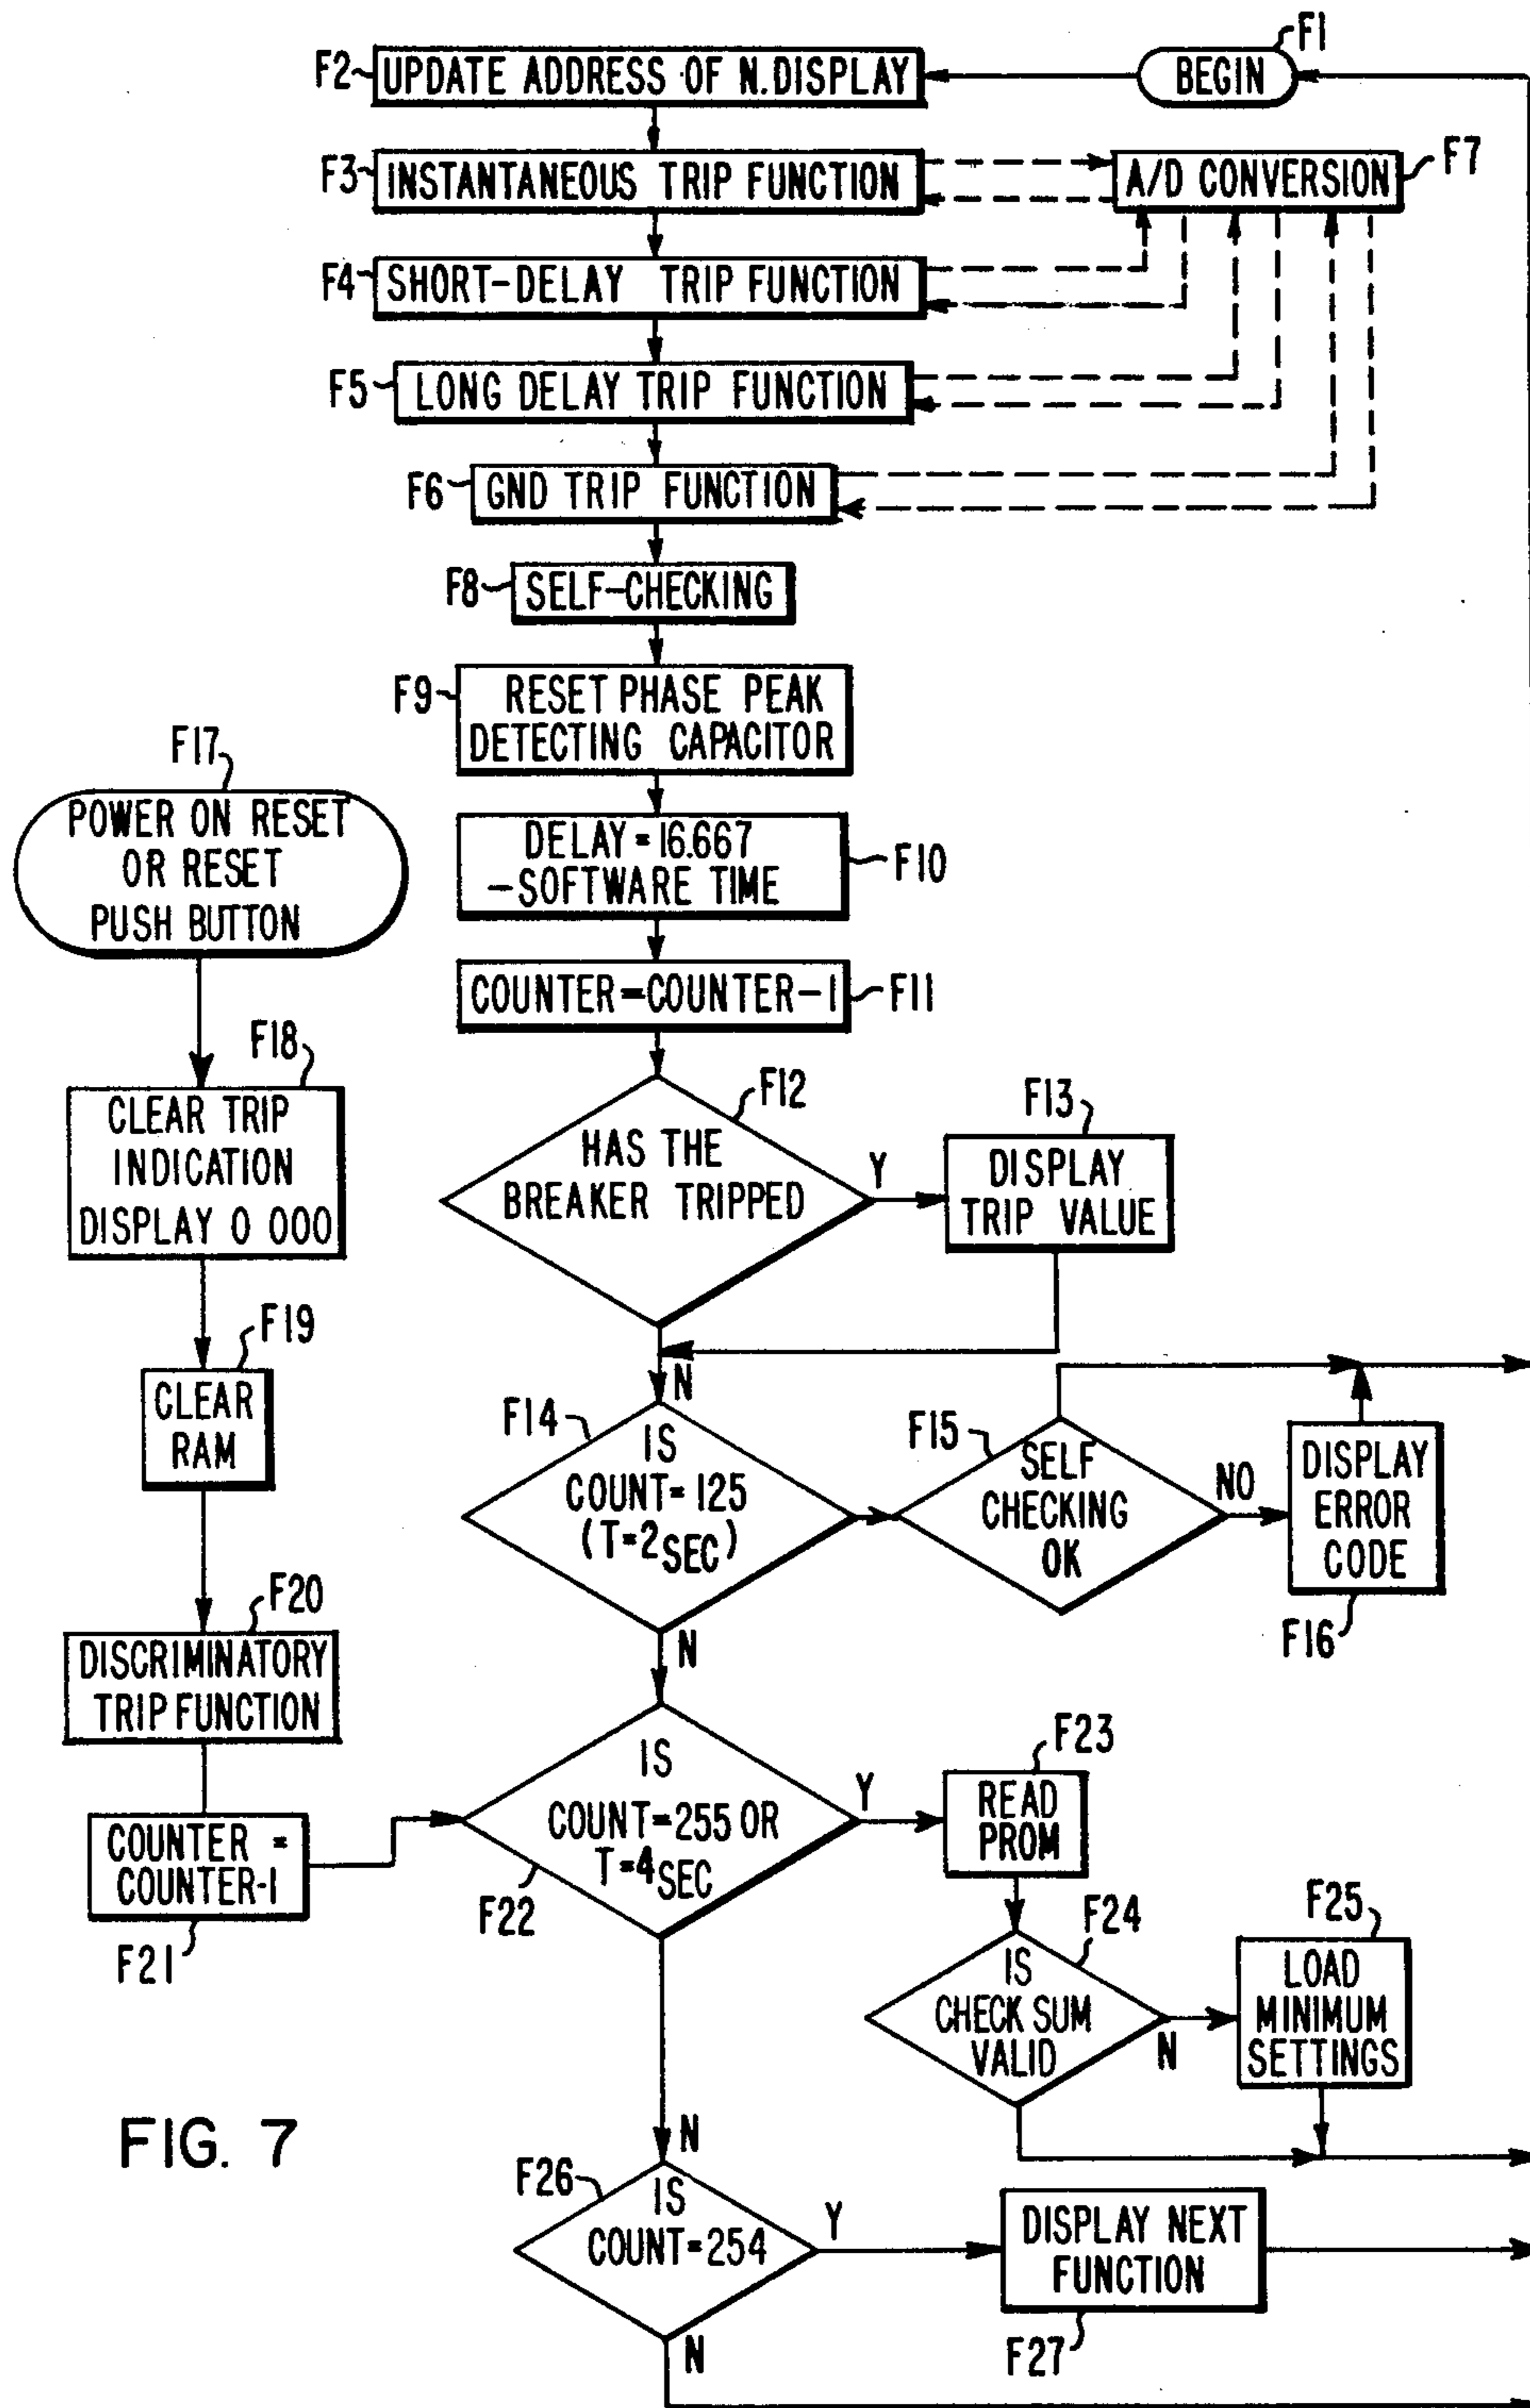 F1
F2
UPDATE ADDRESS OF N.DISPLAY
BEGIN
F3
INSTANTANEOUS TRIP FUNCTION
A/D CONVERSION
F7
F4
SHORT-DELAY TRIP FUNCTION
F5
LONG DELAY TRIP FUNCTION
F6
GND TRIP FUNCTION
F8
SELF-CHECKING
F9
RESET PHASE PEAK
DETECTING CAPACITOR
F17
POWER ON RESET
OR RESET
PUSH BUTTON
DELAY=16.667
-SOFTWARE TIME
F10
COUNTER=COUNTER-1
F11
F18
CLEAR TRIP
INDICATION
DISPLAY 0 000
F12
HAS THE
BREAKER TRIPPED
Y
F13
DISPLAY
TRIP VALUE
N
F19
CLEAR
RAM
F14
IS
COUNT=125
(T=2SEC)
F15
SELF
CHECKING
OK
NO
DISPLAY
ERROR
CODE
F16
N
F20
DISCRIMINATORY
TRIP FUNCTION
COUNTER =
COUNTER-1
F21
IS
COUNT=255 OR
T=4SEC
F22
Y
F23
READ
PROM
F24
IS
CHECK SUM
VALID
N
F25
LOAD
MINIMUM
SETTINGS
FIG. 7
N
F26
IS
COUNT=254
Y
DISPLAY NEXT
FUNCTION
F27
N